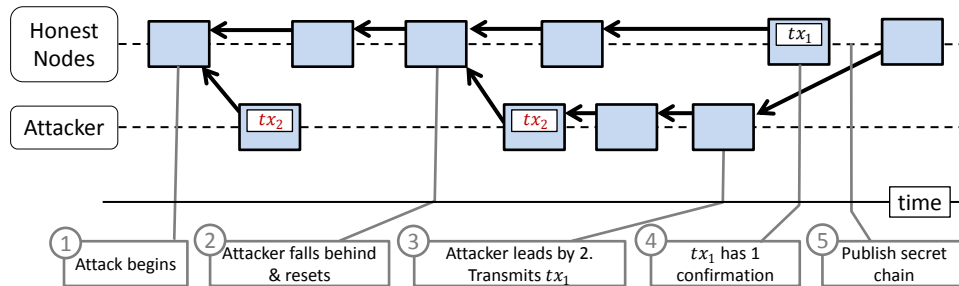 Honest
Nodes
tx₁
tx₂
tx₂
Attacker
time
1
Attack begins
2
Attacker falls behind
& resets
3
Attacker leads by 2.
Transmits tx₁
4
tx₁ has 1
confirmation
5
Publish secret
chain